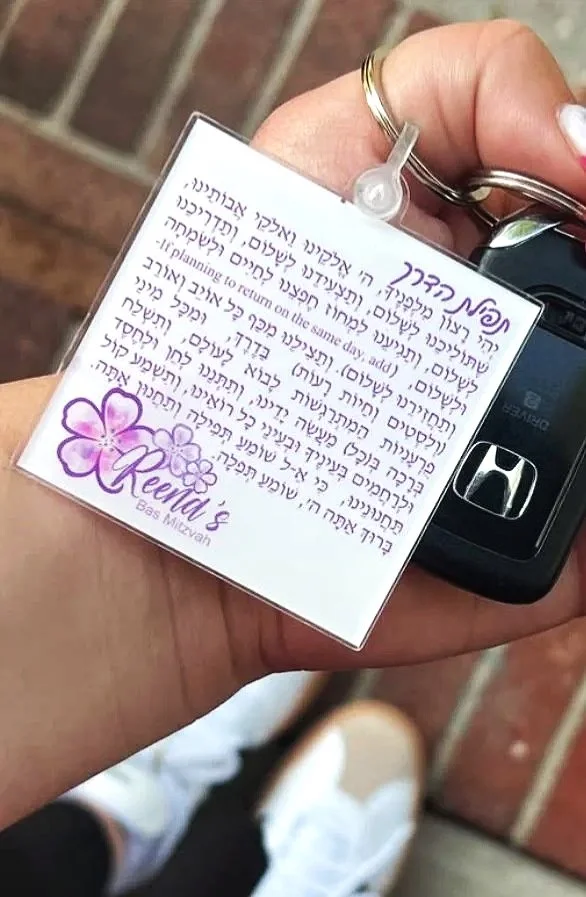 תפילת הדרך
יְהִי רָצוֹן מִלְּפָנֶיךָ, ה' אֱלֹקֵינוּ וֵאלֹקֵי אֲבוֹתֵינוּ,
שֶׁתּוֹלִיכֵנוּ לְשָׁלוֹם, וְתַצְעִידֵנוּ לְשָׁלוֹם, וְתַדְרִיכֵנוּ
לְשָׁלוֹם, וְתַגִּיעֵנוּ לִמְחוֹז חֶפְצֵנוּ לְחַיִּים וּלְשִׂמְחָה
וּלְשָׁלוֹם, (If planning to return on the same day, add-
וְתַחְזִירֵנוּ לְשָׁלוֹם). וְתַצִּילֵנוּ מִכַּף כָּל אוֹיֵב וְאוֹרֵב
(וְלִסְטִים וְחַיּוֹת רָעוֹת) בַּדֶּרֶךְ, וּמִכָּל מִינֵי
פֻּרְעָנִיּוֹת הַמִּתְרַגְּשׁוֹת לָבוֹא לָעוֹלָם, וְתִשְׁלַח
בְּרָכָה בְּ(כָל) מַעֲשֵׂה יָדֵינוּ, וְתִתְּנֵנוּ לְחֵן וּלְחֶסֶד
וּלְרַחֲמִים בְּעֵינֶיךָ וּבְעֵינֵי כָל רוֹאֵינוּ, וְתִשְׁמַע קוֹל
תַּחֲנוּנֵינוּ, כִּי אֵ-ל שׁוֹמֵעַ תְּפִילָּה וְתַחֲנוּן אָתָּה.
בָּרוּךְ אַתָּה ה', שׁוֹמֵעַ תְּפִלָּה.
Reena's
Bas Mitzvah
DRIVER 2